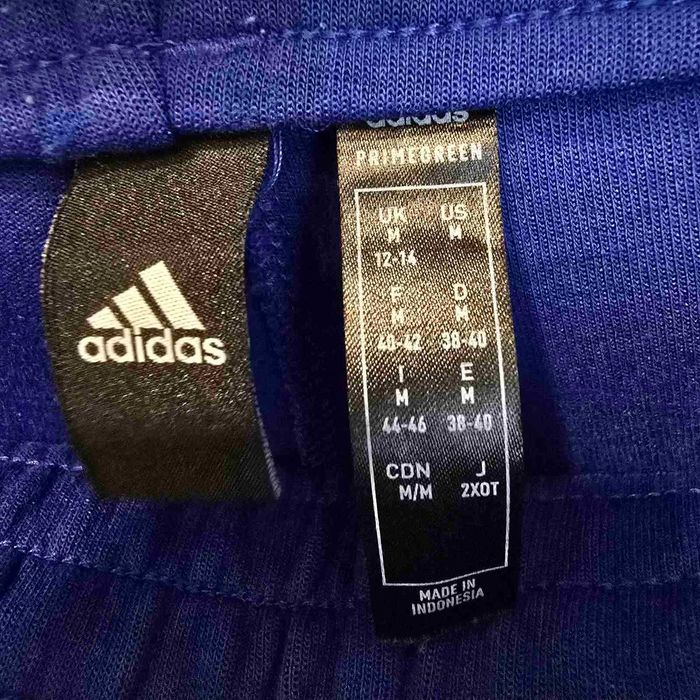 adidas
adidas
PRIMEGREEN
UK US
M M
12-14
F D
M M
40-42 38-40
I E
M M
44-46 38-40
CDN J
M/M 2XOT
MADE IN
INDONESIA